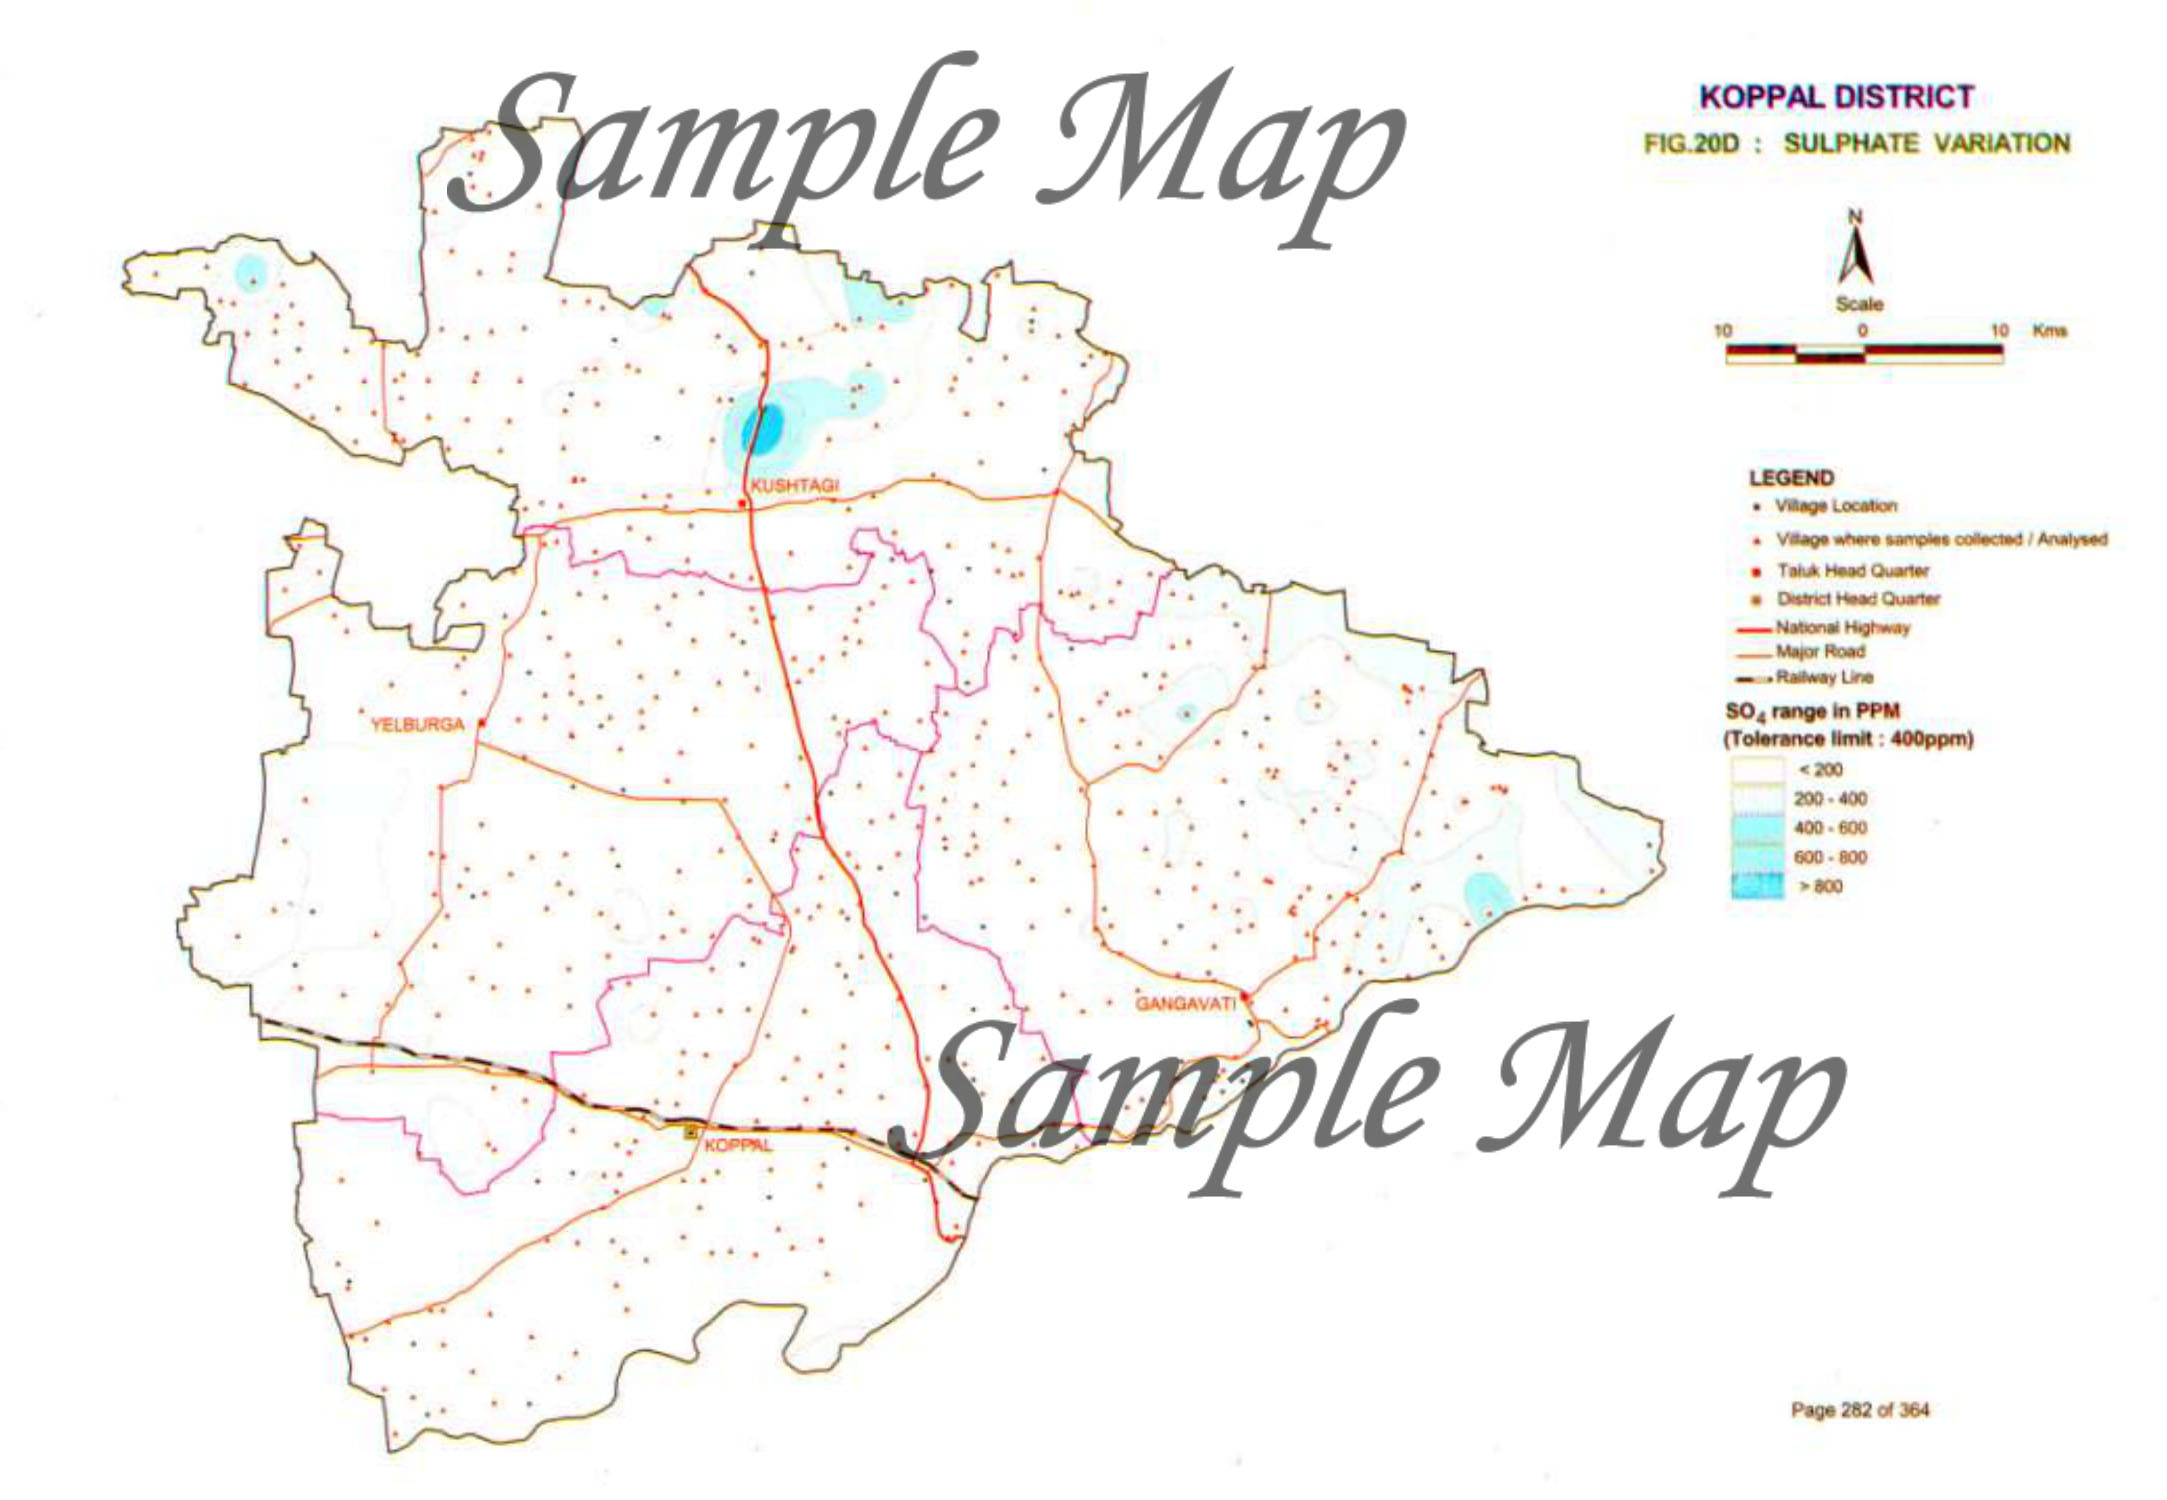 Sample Map
KOPPAL DISTRICT
FIG.20D : SULPHATE VARIATION
N
Scale
10 0 10 Kms
KUSHTAGI
LEGEND
Village Location
Village where samples collected / Analysed
Taluk Head Quarter
District Head Quarter
National Highway
Major Road
Railway Line
SO4 range in PPM
(Tolerance limit : 400ppm)
< 200
200 - 400
400 - 600
600 - 800
> 800
YELBURGA
GANGAVATI
Sample Map
KOPPAL
Page 282 of 364